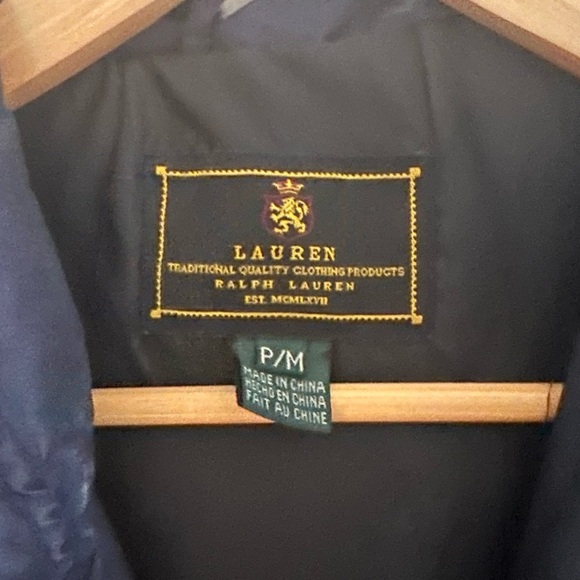 LAUREN
TRADITIONAL QUALITY CLOTHING PRODUCTS
RALPH LAUREN
EST. MCMLXVII
P/M
MADE IN CHINA
HECHO EN CHINA
FAIT AU CHINE